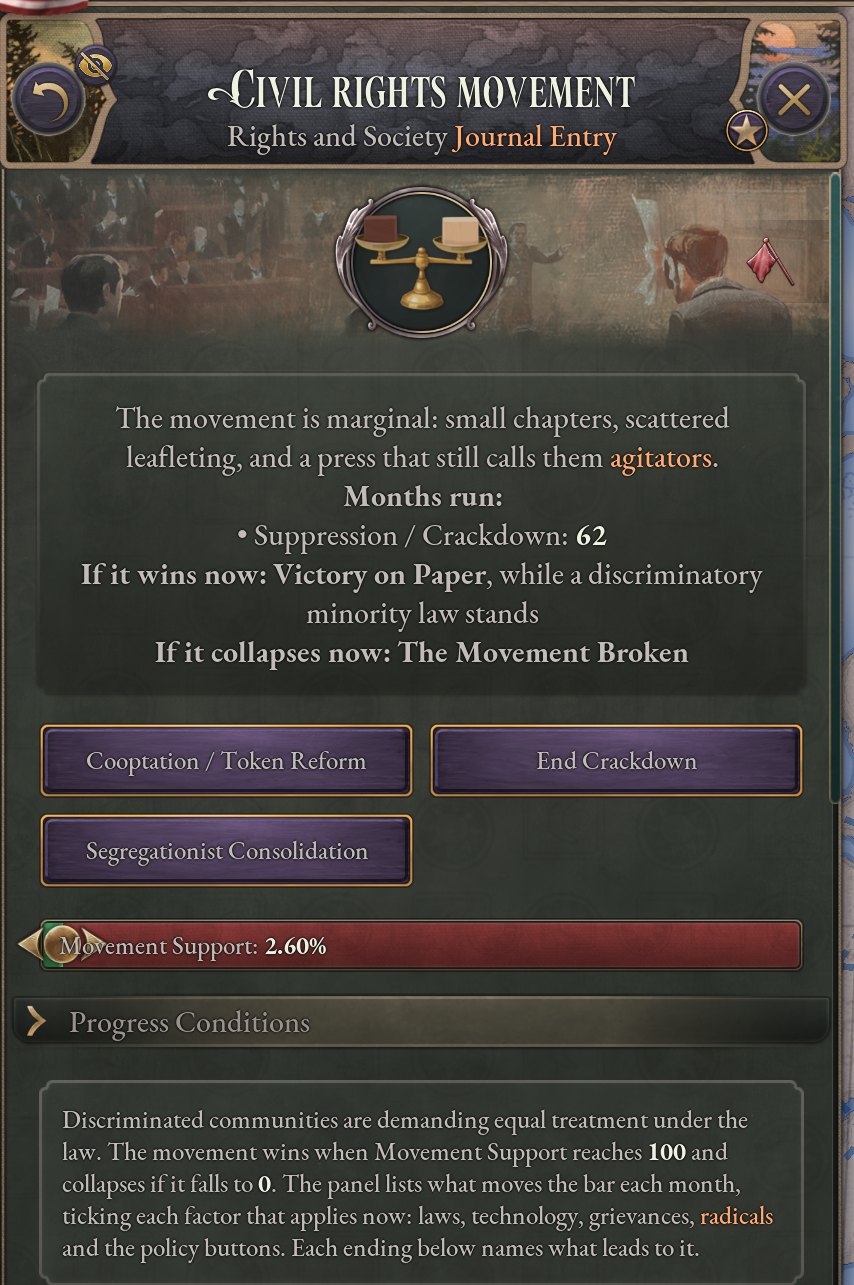 Civil rights movement
Rights and Society Journal Entry
The movement is marginal: small chapters, scattered
leafleting, and a press that still calls them agitators.
Months run:
• Suppression / Crackdown: 62
If it wins now: Victory on Paper, while a discriminatory
minority law stands
If it collapses now: The Movement Broken
Cooptation / Token Reform
End Crackdown
Segregationist Consolidation
Movement Support: 2.60%
Progress Conditions
Discriminated communities are demanding equal treatment under the
law. The movement wins when Movement Support reaches 100 and
collapses if it falls to 0. The panel lists what moves the bar each month,
ticking each factor that applies now: laws, technology, grievances, radicals
and the policy buttons. Each ending below names what leads to it.